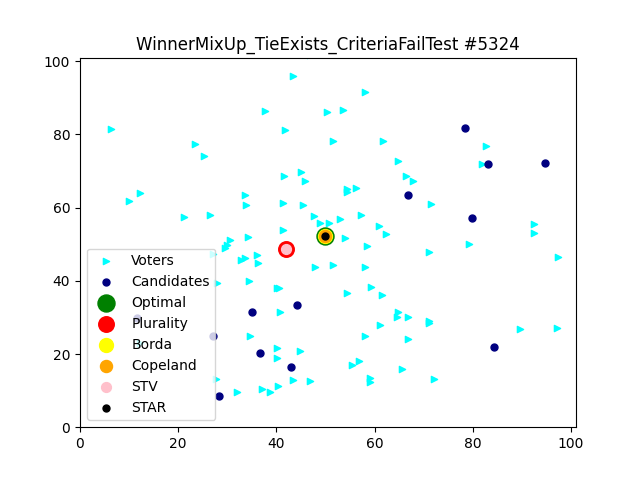 WinnerMixUp_TieExists_CriteriaFailTest #5324
100
80
60
40
20
0
Voters
Candidates
Optimal
Plurality
Borda
Copeland
STV
STAR
0 20 40 60 80 100